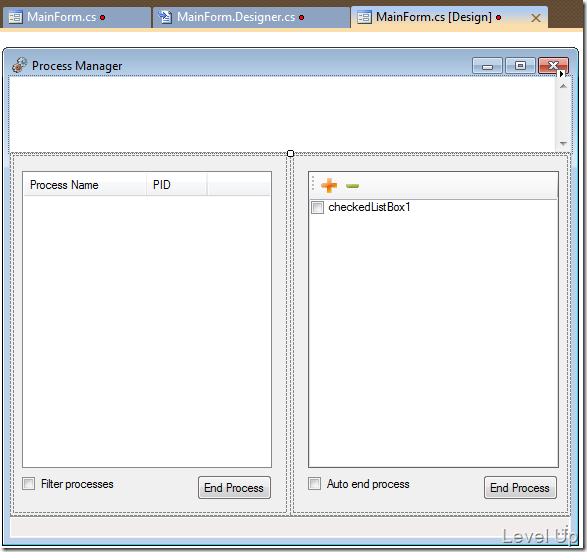 MainForm.cs MainForm.Designer.cs MainForm.cs [Design]
Process Manager
Process Name PID
checkedListBox1
Filter processes End Process
Auto end process End Process
Level Up